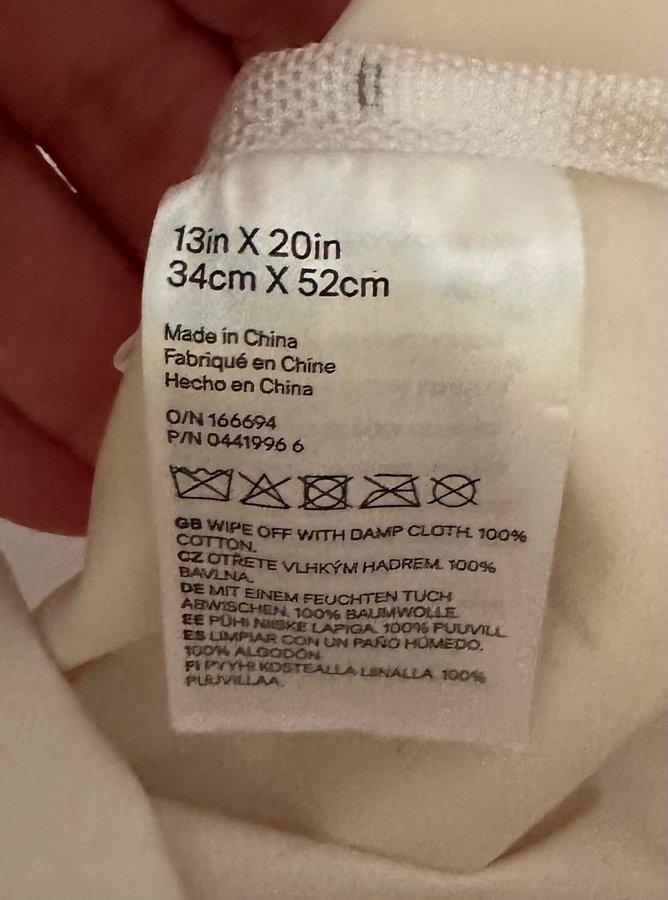 13in X 20in
34cm X 52cm
Made in China
Fabriqué en Chine
Hecho en China
O/N 166694
P/N 0441996 6
GB WIPE OFF WITH DAMP CLOTH. 100%
COTTON.
CZ OTŘETE VLHKÝM HADREM. 100%
BAVLNA.
DE MIT EINEM FEUCHTEN TUCH
ABWISCHEN. 100% BAUMWOLLE.
EE PÜHI NIISKE LAPIGA. 100% PUUVILL.
ES LIMPIAR CON UN PAÑO HÚMEDO.
100% ALGODÓN.
FI PYYHI KOSTEALLA LIINALLA. 100%
PUUVILLAA.